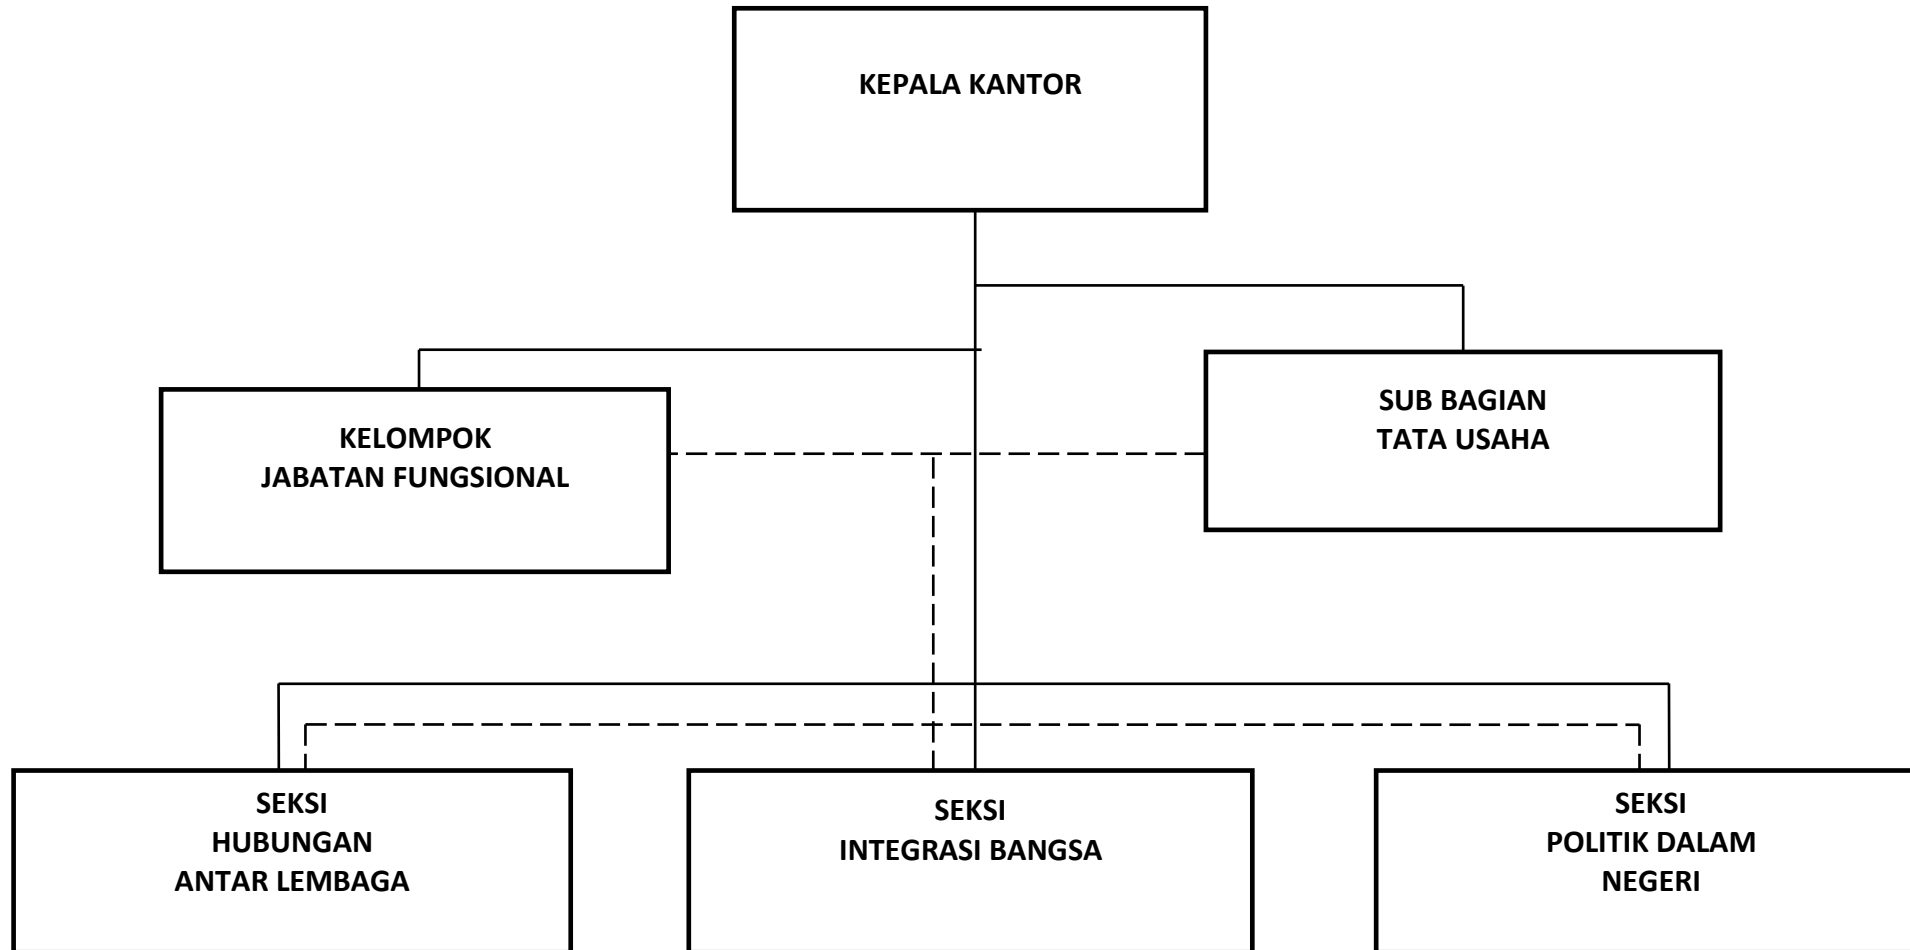 KEPALA KANTOR
KELOMPOK
JABATAN FUNGSIONAL
SUB BAGIAN
TATA USAHA
SEKSI
HUBUNGAN
ANTAR LEMBAGA
SEKSI
INTEGRASI BANGSA
SEKSI
POLITIK DALAM
NEGERI